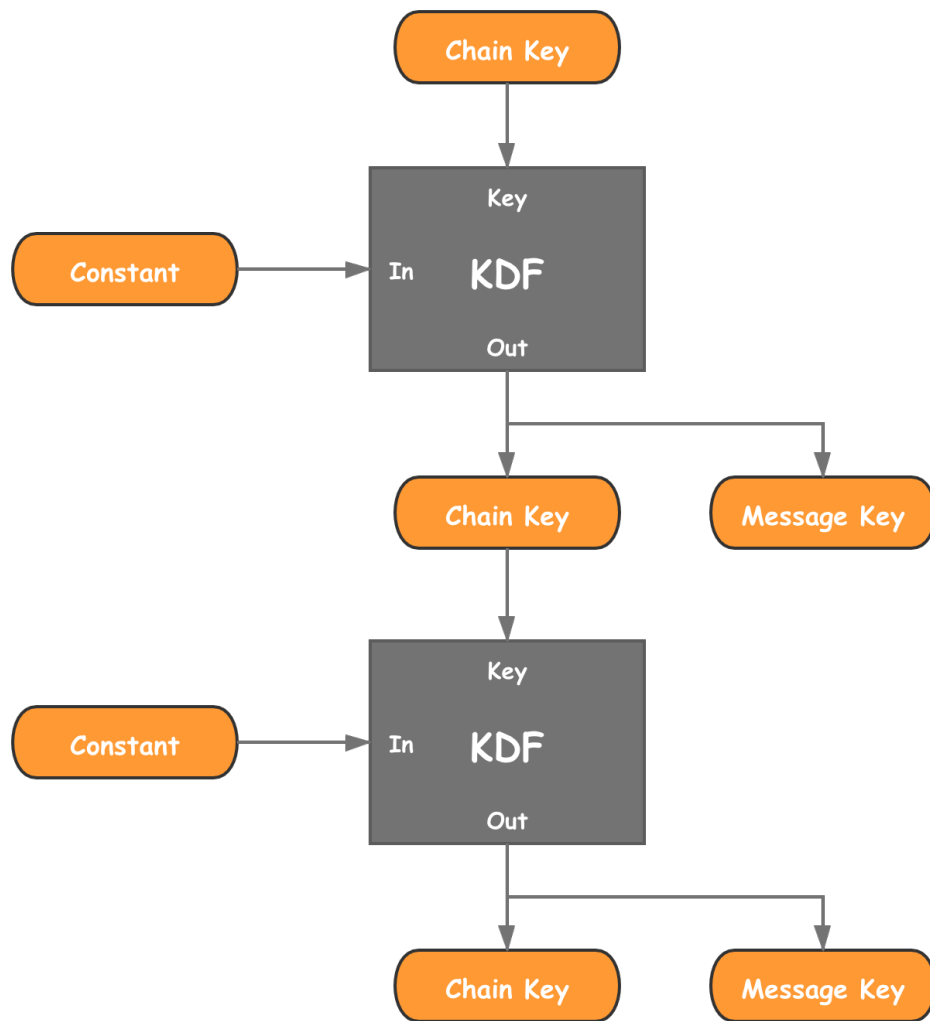 Chain Key
Key
Constant
In
KDF
Out
Chain Key
Message Key
Key
Constant
In
KDF
Out
Chain Key
Message Key